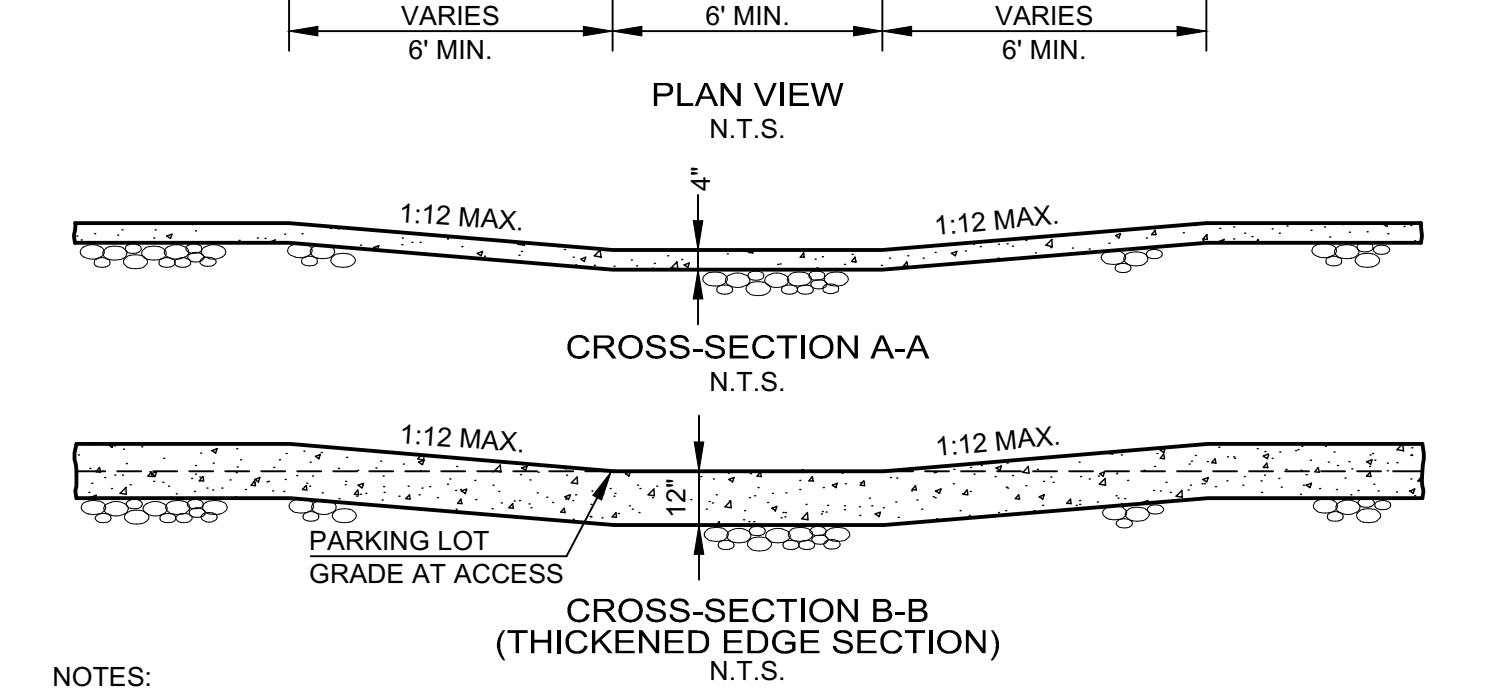 VARIES
6' MIN.
VARIES
6' MIN.
6' MIN.
PLAN VIEW
N.T.S.
4"
1:12 MAX.
1:12 MAX.
CROSS-SECTION A-A
N.T.S.
1:12 MAX.
1:12 MAX.
12"
PARKING LOT
GRADE AT ACCESS
CROSS-SECTION B-B
(THICKENED EDGE SECTION)
N.T.S.
NOTES: